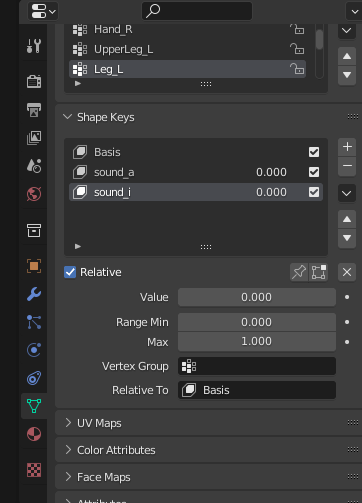 Hand_R
UpperLeg_L
Leg_L
Shape Keys
Basis
sound_a 0.000
sound_i 0.000
Relative
Value 0.000
Range Min 0.000
Max 1.000
Vertex Group
Relative To Basis
UV Maps
Color Attributes
Face Maps
Attributes